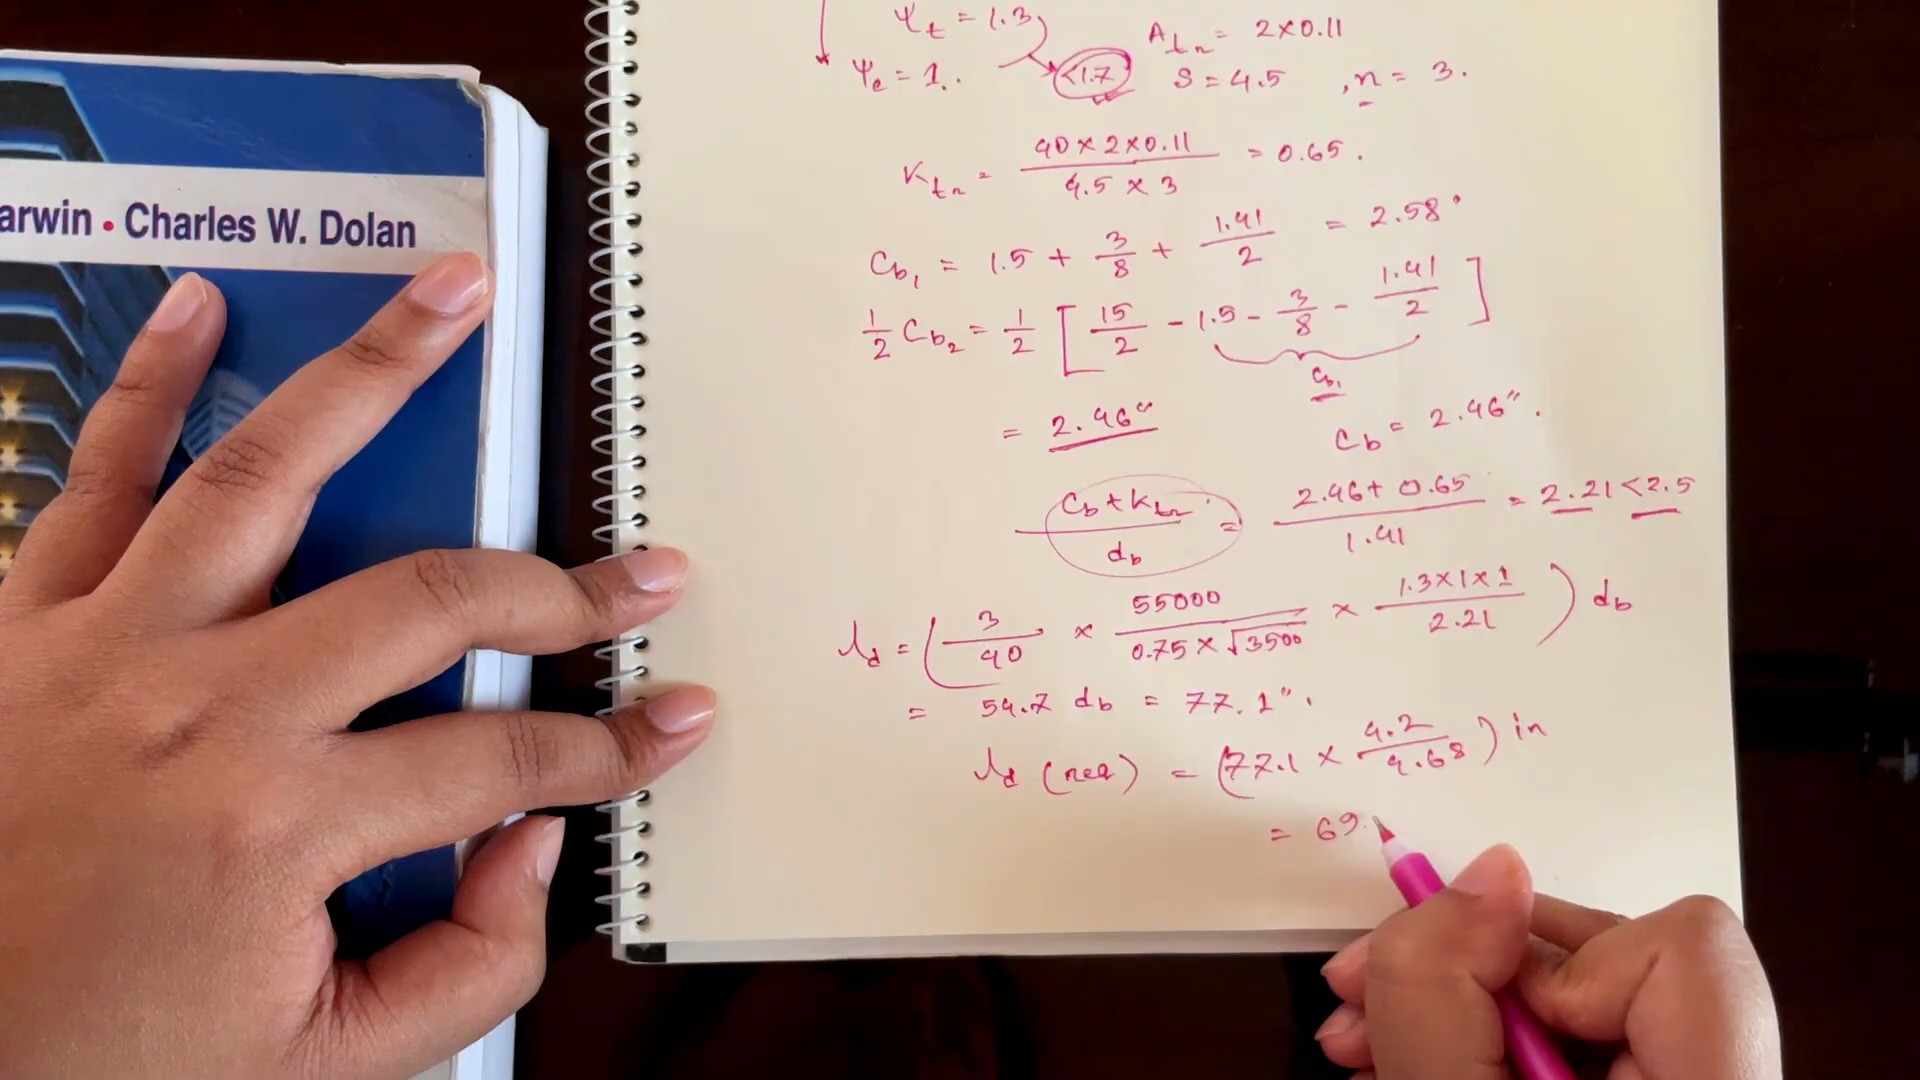 arwin • Charles W. Dolan
Ψt = 1.3
Atr = 2×0.11
Ψe = 1.
<1.7
S = 4.5 , n = 3.
Ktr = 40 × 2×0.11 / 4.5 × 3 = 0.65.
Cb1 = 1.5 + 3/8 + 1.41/2 = 2.58"
1/2 Cb2 = 1/2 [ 15/2 - 1.5 - 3/8 - 1.41/2 ]
Cb1
= 2.46"
Cb = 2.46".
Cb + Ktr / db = 2.46 + 0.65 / 1.41 = 2.21 < 2.5
ld = ( 3/40 × 55000 / 0.75 × √3500 × 1.3×1×1 / 2.21 ) db
= 54.7 db = 77.1".
ld (req) = (77.1 × 4.2/4.68) in
= 69.